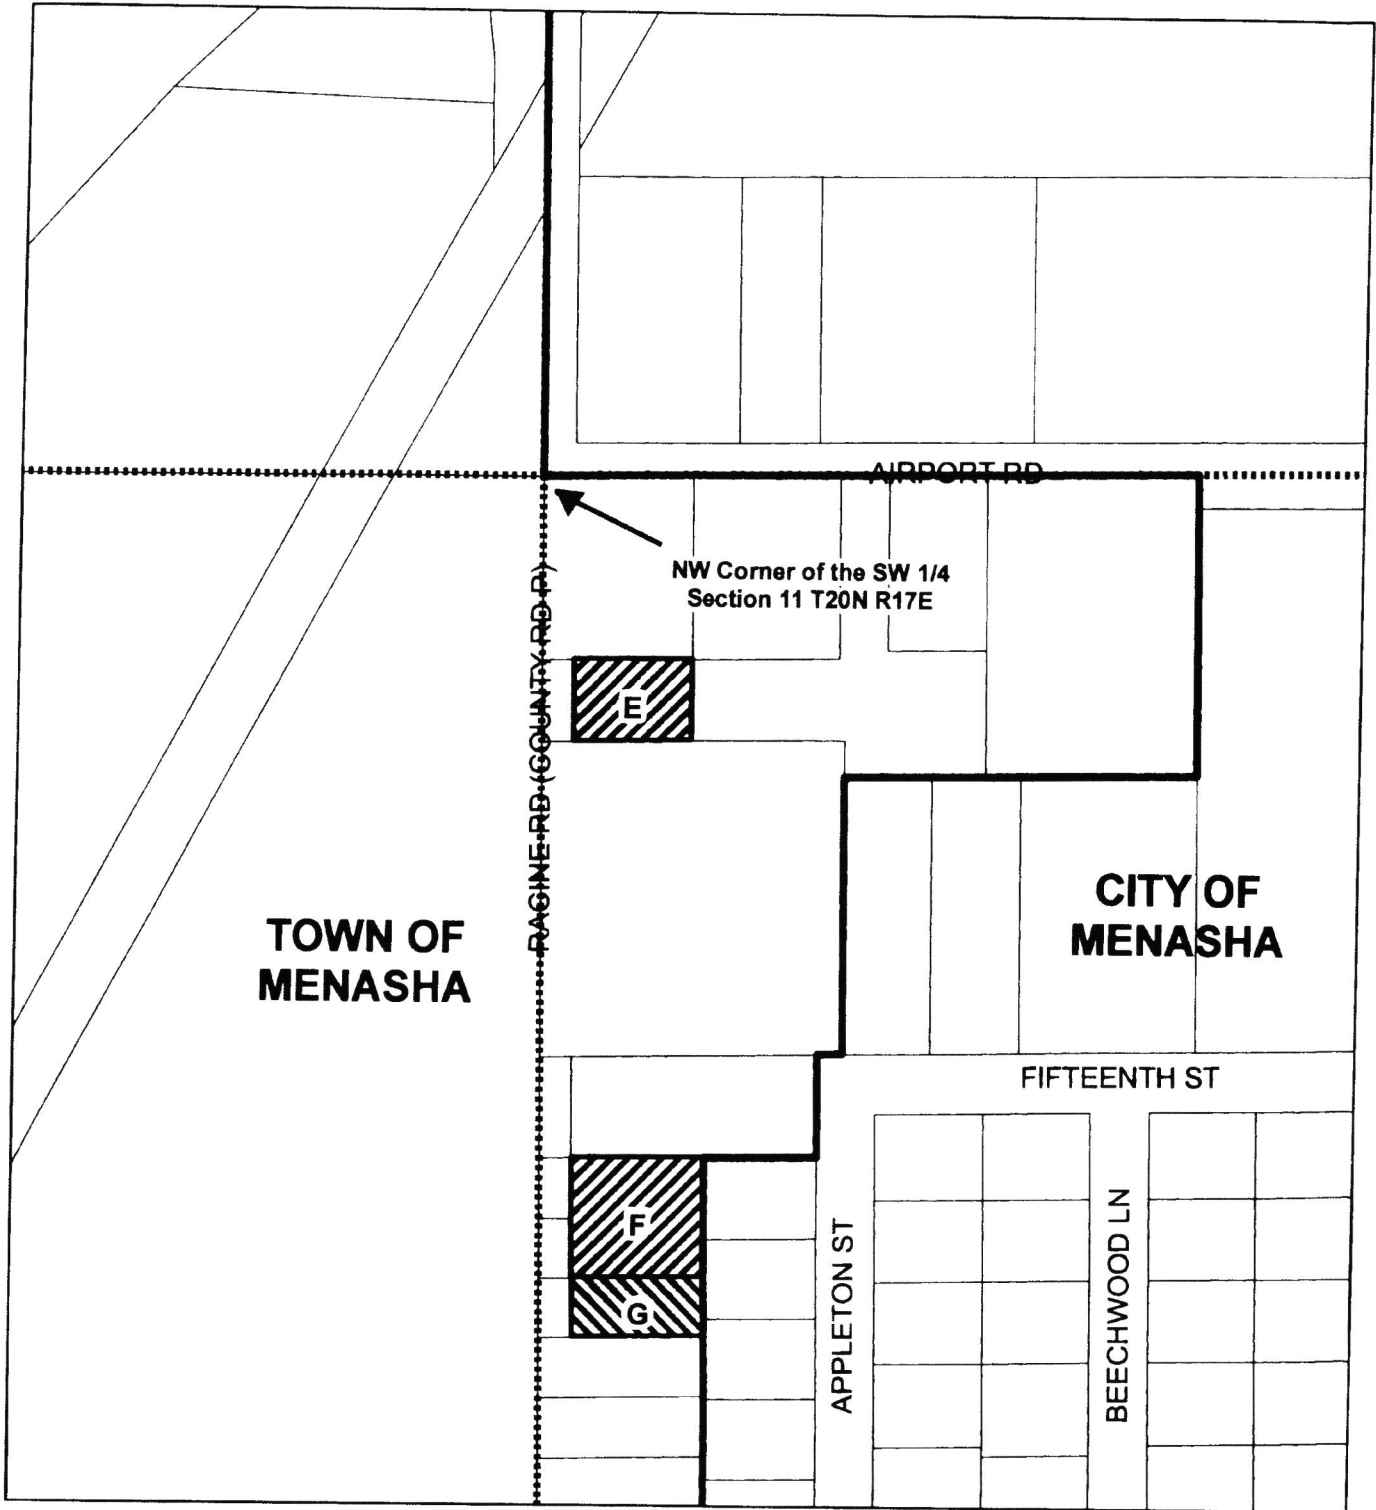 AIRPORT RD
NW Corner of the SW 1/4
Section 11 T20N R17E
RACINE RD (COUNTY RD P)
E
CITY OF
MENASHA
TOWN OF
MENASHA
FIFTEENTH ST
F
G
APPLETON ST
BEECHWOOD LN